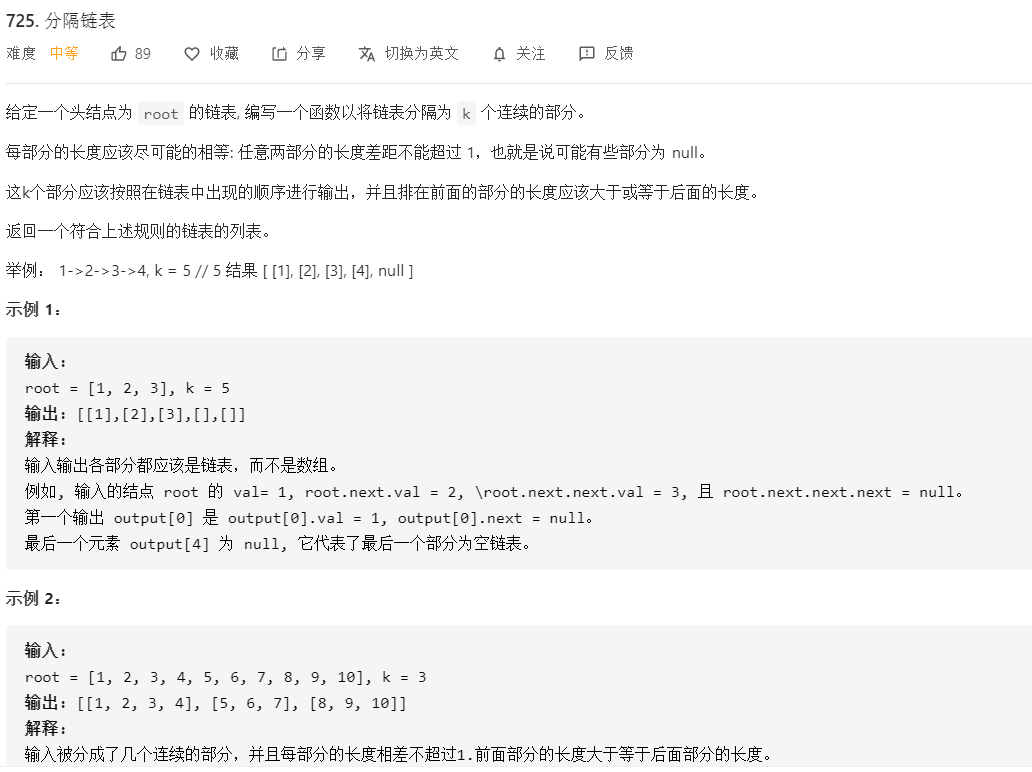 725. 分隔链表
难度 中等 89 收藏 分享 切换为英文 关注 反馈
给定一个头结点为 root 的链表, 编写一个函数以将链表分隔为 k 个连续的部分。
每部分的长度应该尽可能的相等: 任意两部分的长度差距不能超过 1，也就是说可能有些部分为 null。
这k个部分应该按照在链表中出现的顺序进行输出，并且排在前面的部分的长度应该大于或等于后面的长度。
返回一个符合上述规则的链表的列表。
举例： 1->2->3->4, k = 5 // 5 结果 [ [1], [2], [3], [4], null ]
示例 1：
输入：
root = [1, 2, 3], k = 5
输出：[[1],[2],[3],[],[]]
解释：
输入输出各部分都应该是链表，而不是数组。
例如, 输入的结点 root 的 val= 1, root.next.val = 2, \root.next.next.val = 3, 且 root.next.next.next = null。
第一个输出 output[0] 是 output[0].val = 1, output[0].next = null。
最后一个元素 output[4] 为 null, 它代表了最后一个部分为空链表。
示例 2：
输入：
root = [1, 2, 3, 4, 5, 6, 7, 8, 9, 10], k = 3
输出：[[1, 2, 3, 4], [5, 6, 7], [8, 9, 10]]
解释：
输入被分成了几个连续的部分，并且每部分的长度相差不超过1.前面部分的长度大于等于后面部分的长度。